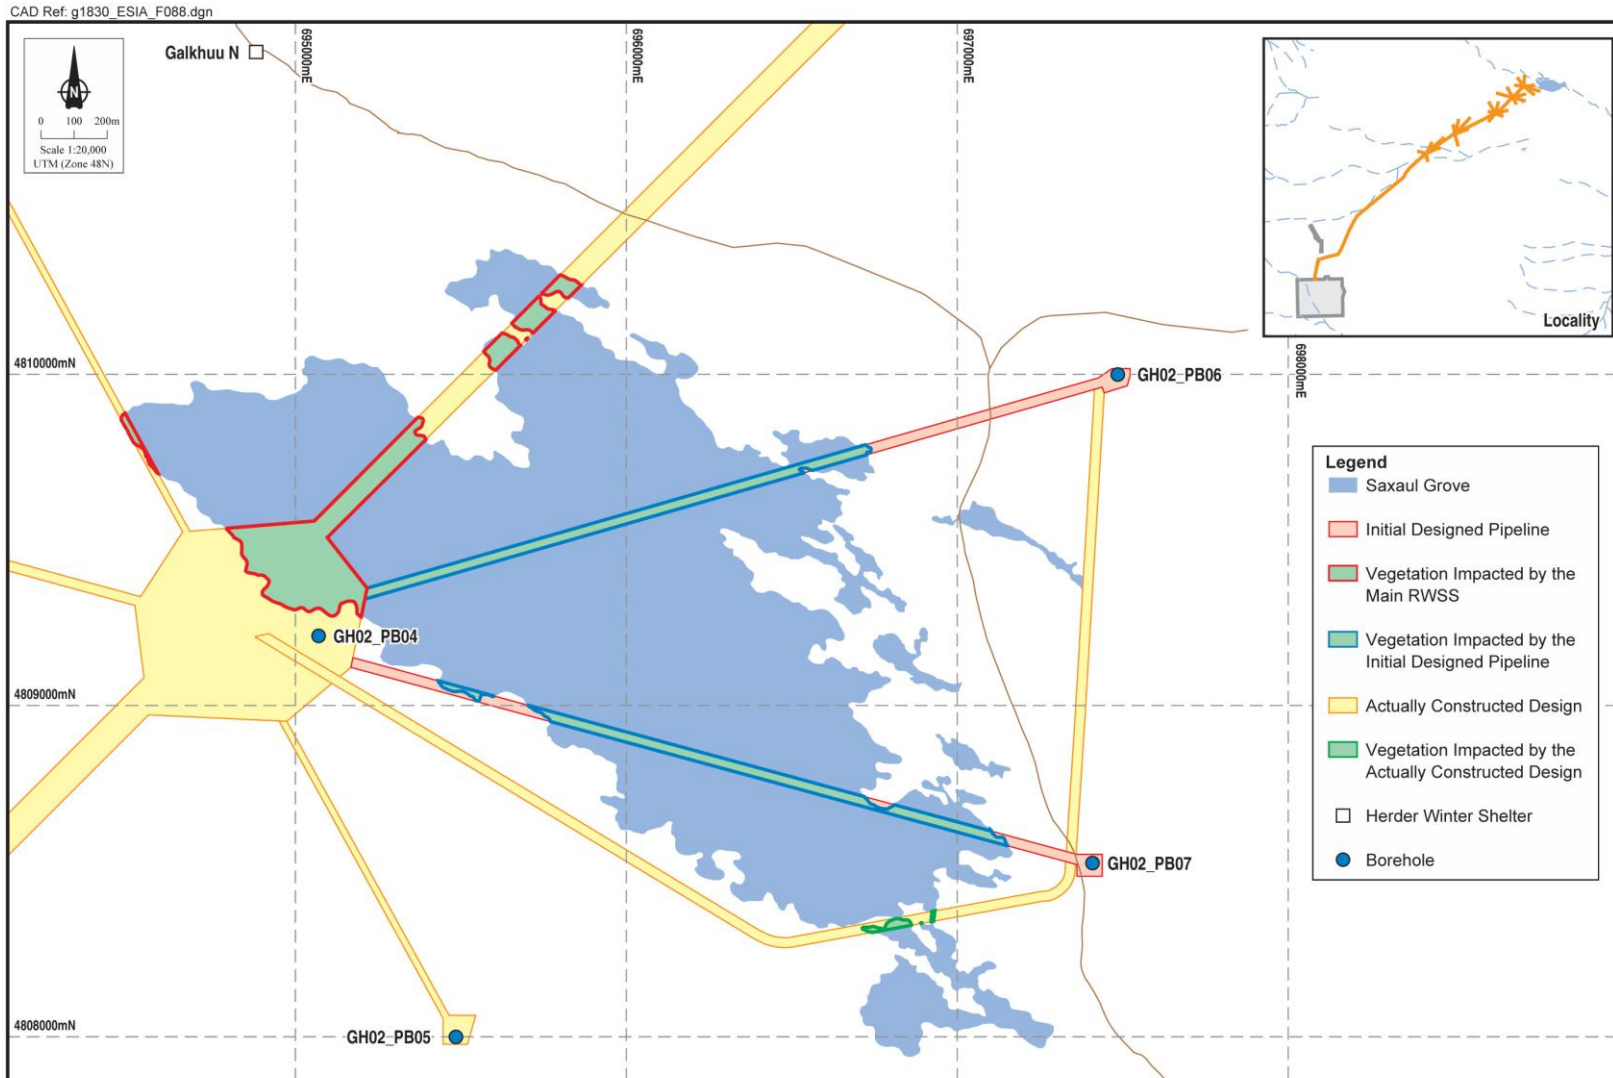 CAD Ref: g1830_ESIA_F088.dgn
Galkhuu N
695000mE
696000mE
697000mE
N
0 100 200m
Scale 1:20,000
UTM (Zone 48N)
Locality
698000mE
4810000mN
GH02_PB06
Legend
Saxaul Grove
Initial Designed Pipeline
Vegetation Impacted by the
Main RWSS
Vegetation Impacted by the
Initial Designed Pipeline
Actually Constructed Design
Vegetation Impacted by the
Actually Constructed Design
Herder Winter Shelter
Borehole
GH02_PB04
4809000mN
GH02_PB07
4808000mN
GH02_PB05